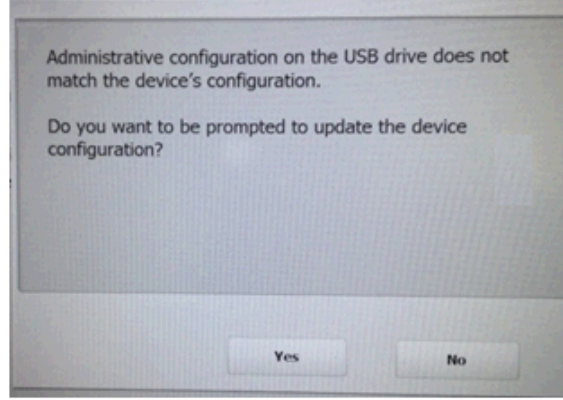 Administrative configuration on the USB drive does not
match the device's configuration.
Do you want to be prompted to update the device
configuration?
Yes
No